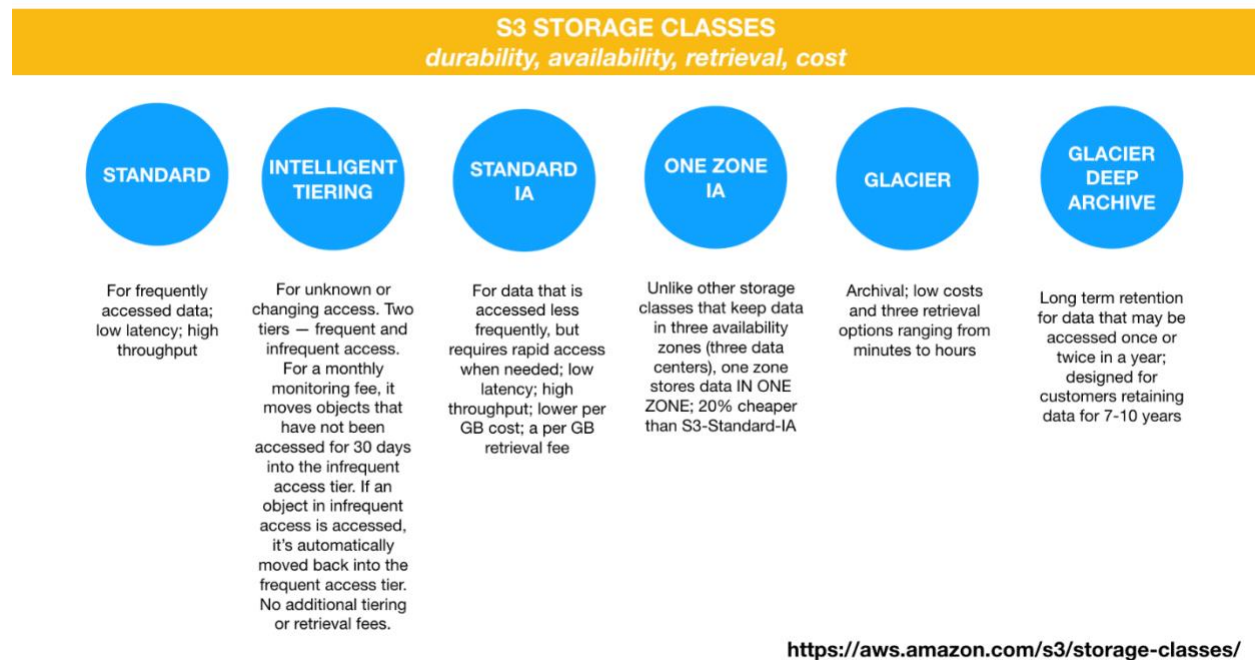 S3 STORAGE CLASSES
durability, availability, retrieval, cost
STANDARD
For frequently
accessed data;
low latency; high
throughput
INTELLIGENT
TIERING
For unknown or
changing access. Two
tiers — frequent and
infrequent access.
For a monthly
monitoring fee, it
moves objects that
have not been
accessed for 30 days
into the infrequent
access tier. If an
object in infrequent
access is accessed,
it's automatically
moved back into the
frequent access tier.
No additional tiering
or retrieval fees.
STANDARD
IA
For data that is
accessed less
frequently, but
requires rapid access
when needed; low
latency; high
throughput; lower per
GB cost; a per GB
retrieval fee
ONE ZONE
IA
Unlike other storage
classes that keep data
in three availability
zones (three data
centers), one zone
stores data IN ONE
ZONE; 20% cheaper
than S3-Standard-IA
GLACIER
Archival; low costs
and three retrieval
options ranging from
minutes to hours
GLACIER
DEEP
ARCHIVE
Long term retention
for data that may be
accessed once or
twice in a year;
designed for
customers retaining
data for 7-10 years
https://aws.amazon.com/s3/storage-classes/